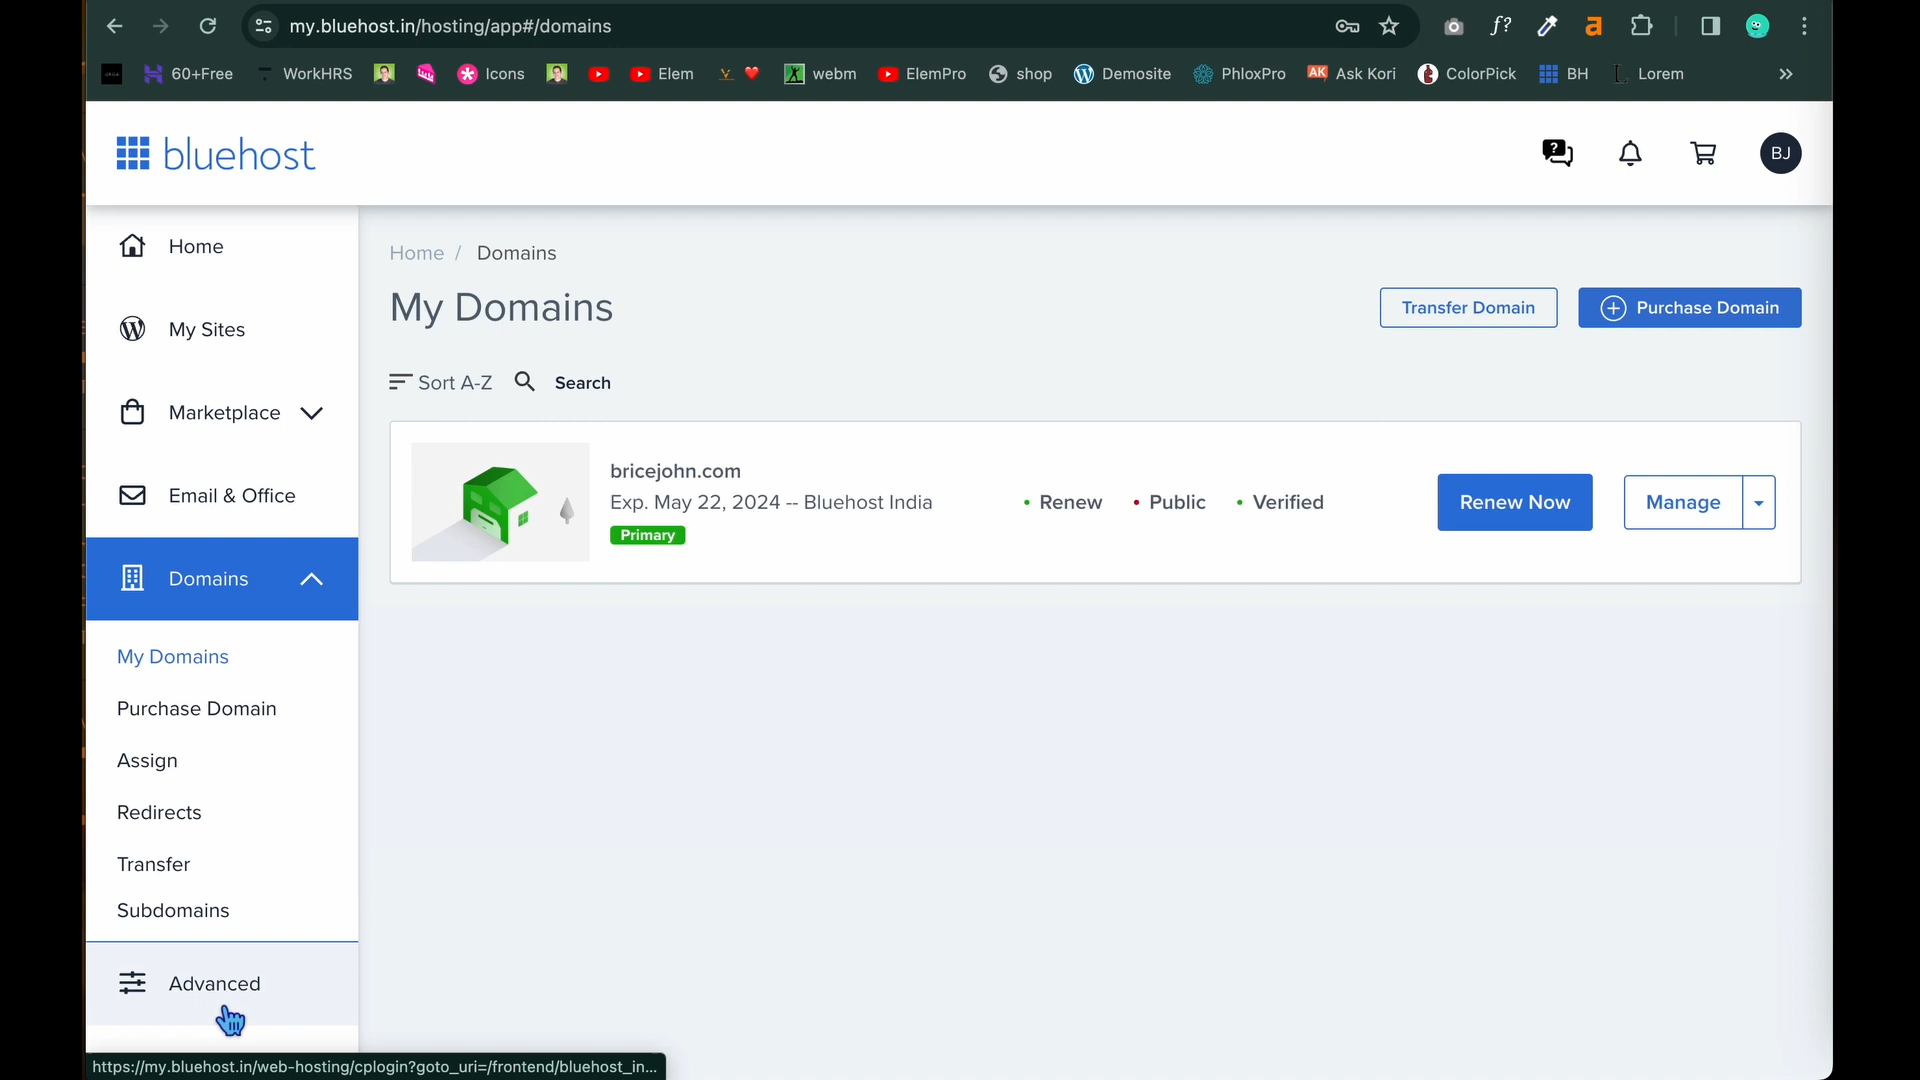 my.bluehost.in/hosting/app#/domains
f?
a
60+Free
WorkHRS
Icons
Elem
webm
ElemPro
shop
Demosite
PhloxPro
AK
Ask Kori
ColorPick
BH
Lorem
bluehost
?
BJ
Home
My Sites
Marketplace
Email & Office
Domains
My Domains
Purchase Domain
Assign
Redirects
Transfer
Subdomains
Advanced
Home / Domains
My Domains
Transfer Domain
Purchase Domain
Sort A-Z
Search
bricejohn.com
Exp. May 22, 2024 -- Bluehost India
Primary
• Renew
• Public
• Verified
Renew Now
Manage
https://my.bluehost.in/web-hosting/cplogin?goto_uri=/frontend/bluehost_in...